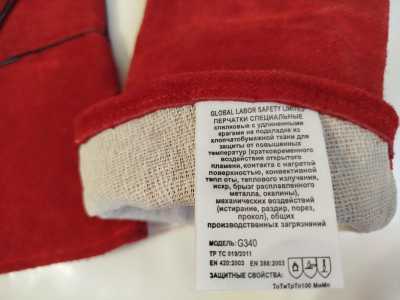 GLOBAL LABOR SAFETY LIMITED
ПЕРЧАТКИ СПЕЦИАЛЬНЫЕ
спилковые с удлиненными
крагами на подкладке из
хлопчатобумажной ткани для
защиты от повышенных
температур (кратковременного
воздействия открытого
пламени, контакта с нагретой
поверхностью, конвективной
теплоты, теплового излучения,
искр, брызг расплавленного
металла, окалины),
механических воздействий
(истирание, раздир, порез,
прокол), общих
производственных загрязнений
МОДЕЛЬ: G340
ТР ТС 019/2011
EN 420:2003 EN 388:2003
ЗАЩИТНЫЕ СВОЙСТВА:
ТоТиТрТпТп100 МиМп